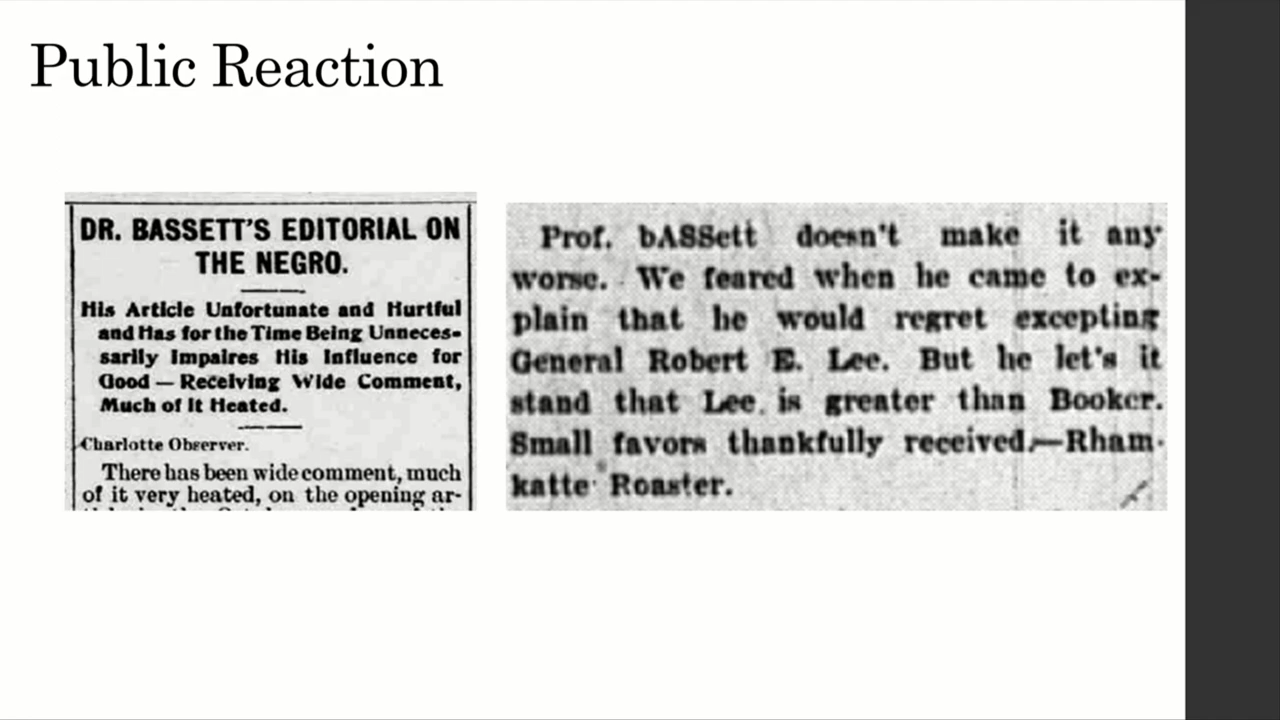 Public Reaction
DR. BASSETT'S EDITORIAL ON
THE NEGRO.
His Article Unfortunate and Hurtful
and Has for the Time Being Unneces-
sarily Impaires His Influence for
Good — Receiving Wide Comment,
Much of It Heated.
Charlotte Observer.
There has been wide comment, much
of it very heated, on the opening ar-
Prof. bASSett doesn't make it any
worse. We feared when he came to ex-
plain that he would regret excepting
General Robert E. Lee. But he let's it
stand that Lee is greater than Booker.
Small favors thankfully received.—Rham-
katte Roaster.